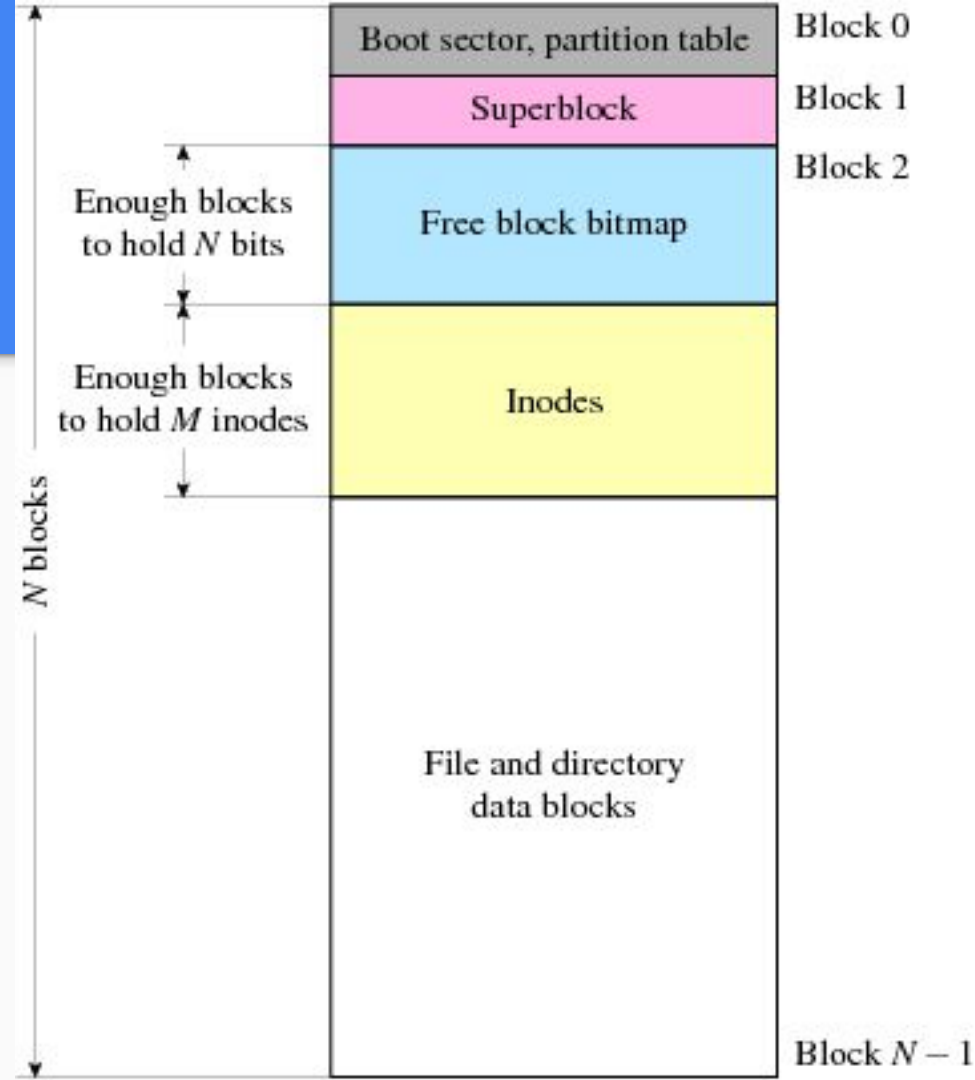 Boot sector, partition table
Block 0
Superblock
Block 1
Block 2
Enough blocks
to hold N bits
Free block bitmap
Enough blocks
to hold M inodes
Inodes
N blocks
File and directory
data blocks
Block N – 1